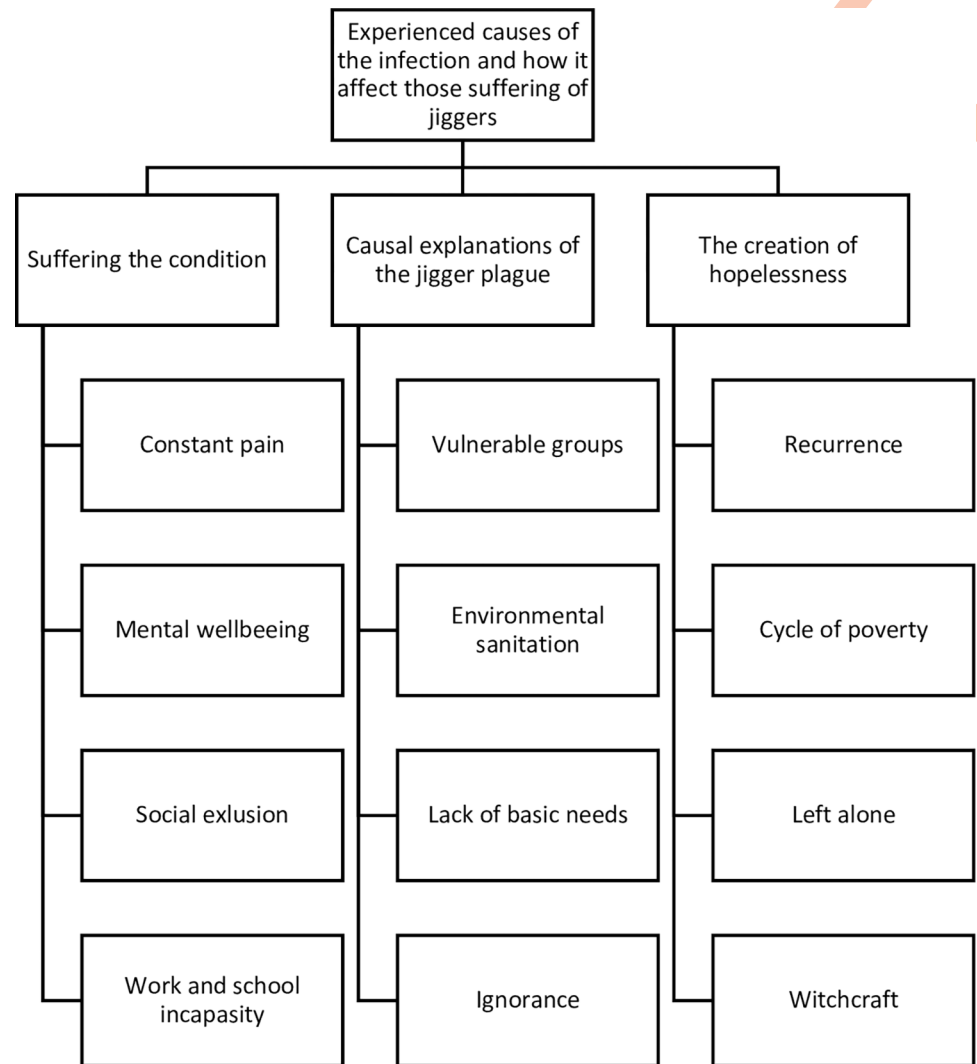 Experienced causes of
the infection and how it
affect those suffering of
jiggers
Suffering the condition
Causal explanations of
the jigger plague
The creation of
hopelessness
Constant pain
Vulnerable groups
Recurrence
Mental wellbeeing
Environmental
sanitation
Cycle of poverty
Social exlusion
Lack of basic needs
Left alone
Work and school
incapasity
Ignorance
Witchcraft